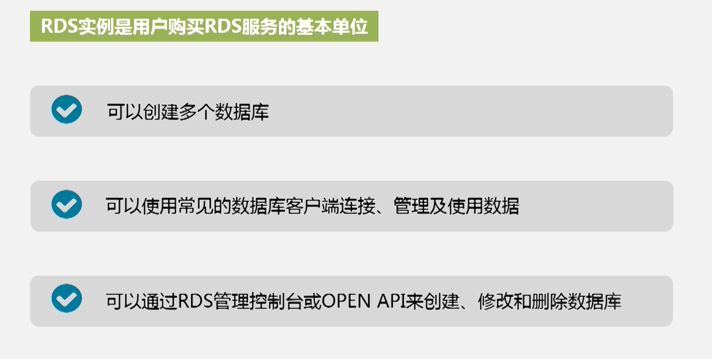 RDS实例是用户购买RDS服务的基本单位
可以创建多个数据库
可以使用常见的数据库客户端连接、管理及使用数据
可以通过RDS管理控制台或OPEN API来创建、修改和删除数据库